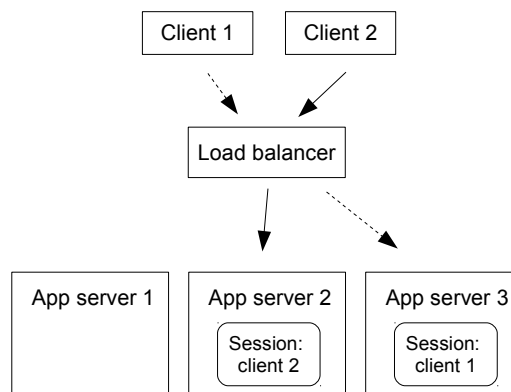 Client 1
Client 2
Load balancer
App server 1
App server 2
App server 3
Session:
client 2
Session:
client 1